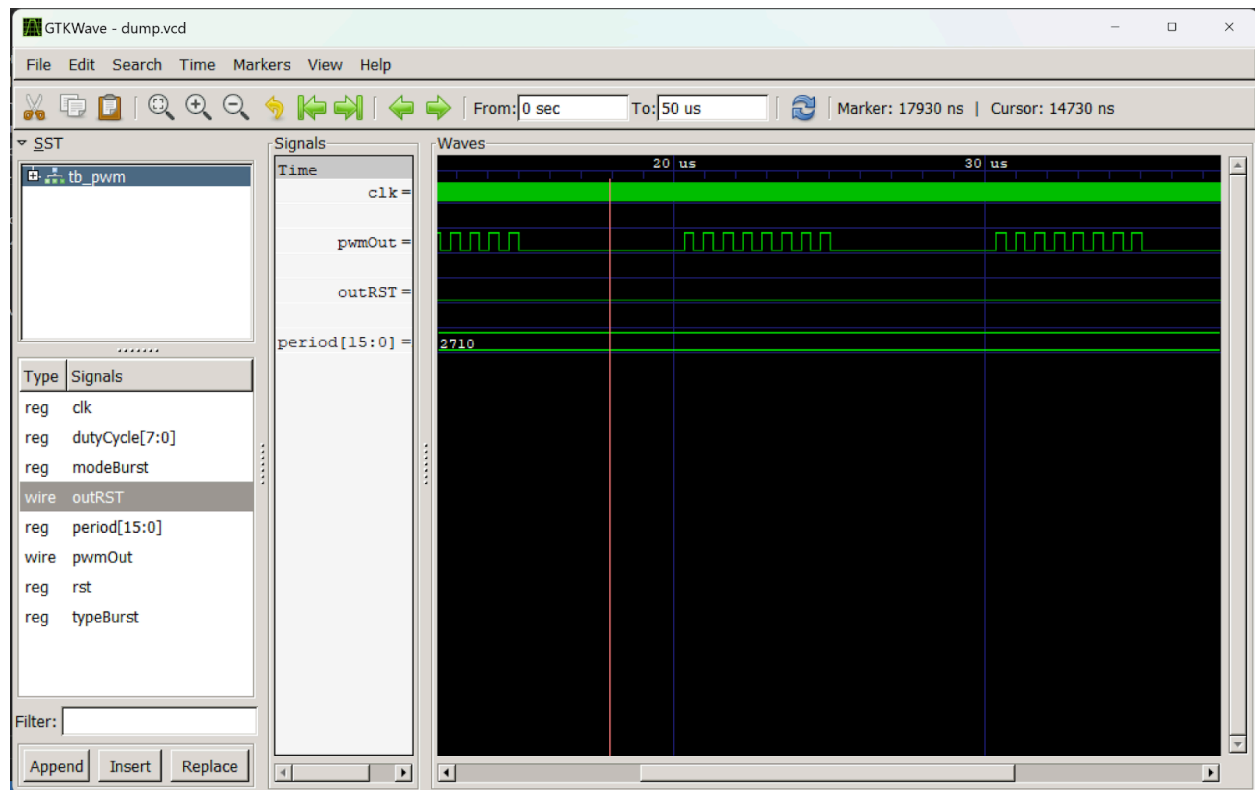 GTKWave - dump.vcd
File Edit Search Time Markers View Help
From: 0 sec To: 50 us Marker: 17930 ns | Cursor: 14730 ns
SST
tb_pwm
Type Signals
reg clk
reg dutyCycle[7:0]
reg modeBurst
wire outRST
reg period[15:0]
wire pwmOut
reg rst
reg typeBurst
Filter:
Append Insert Replace
Signals
Time
clk=
pwmOut=
outRST=
period[15:0]=
Waves
20 us 30 us
2710